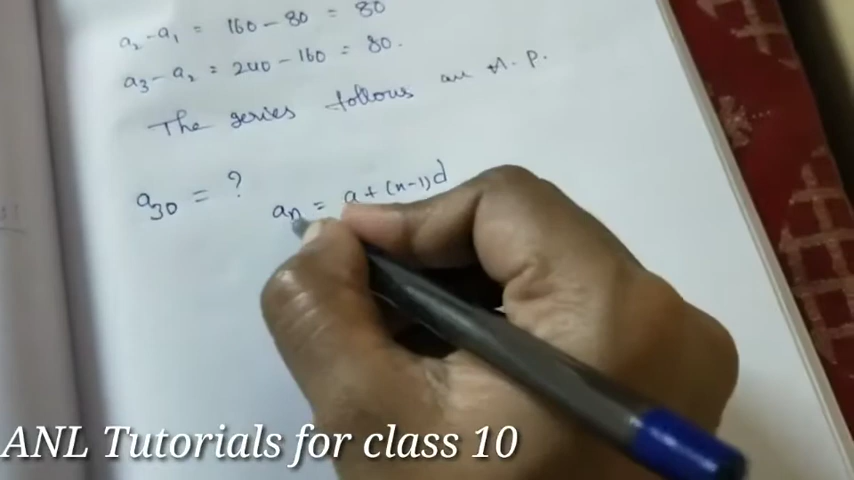 a₂-a₁ = 160-80 = 80
a₃-a₂ = 240-160 = 80.
The series follows an A.P.
a₃₀ = ?
aₙ = a+(n-1)d
ANL Tutorials for class 10